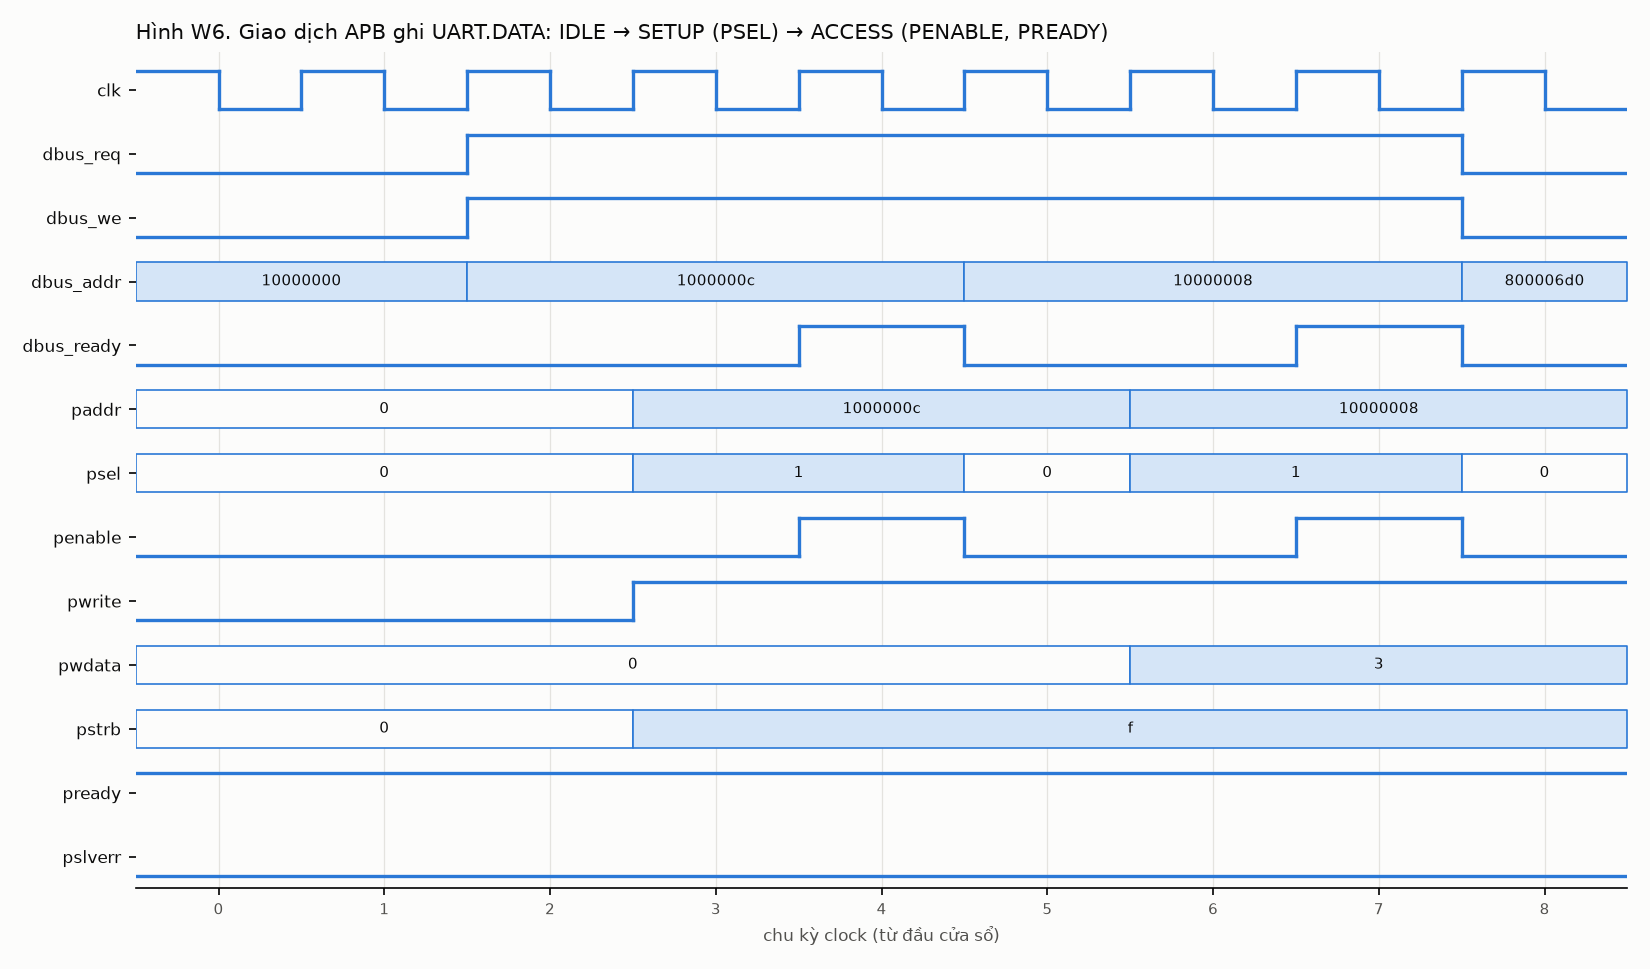 Hình W6. Giao dịch APB ghi UART.DATA: IDLE → SETUP (PSEL) → ACCESS (PENABLE, PREADY)
clk
dbus_req
dbus_we
dbus_addr 10000000 1000000c 10000008 800006d0
dbus_ready
paddr 0 1000000c 10000008
psel 0 1 0 1 0
penable
pwrite
pwdata 0 3
pstrb 0 f
pready
pslverr
0 1 2 3 4 5 6 7 8
chu kỳ clock (từ đầu cửa sổ)